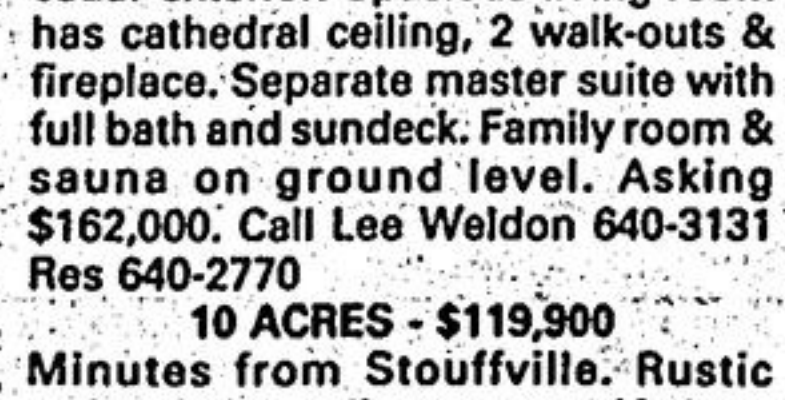 has cathedral ceiling, 2 walk-outs &
fireplace. Separate master suite with
full bath and sundeck. Family room &
sauna on ground level. Asking
$162,000. Call Lee Weldon 640-3131
Res 640-2770
10 ACRES - $119,900
Minutes from Stouffville. Rustic